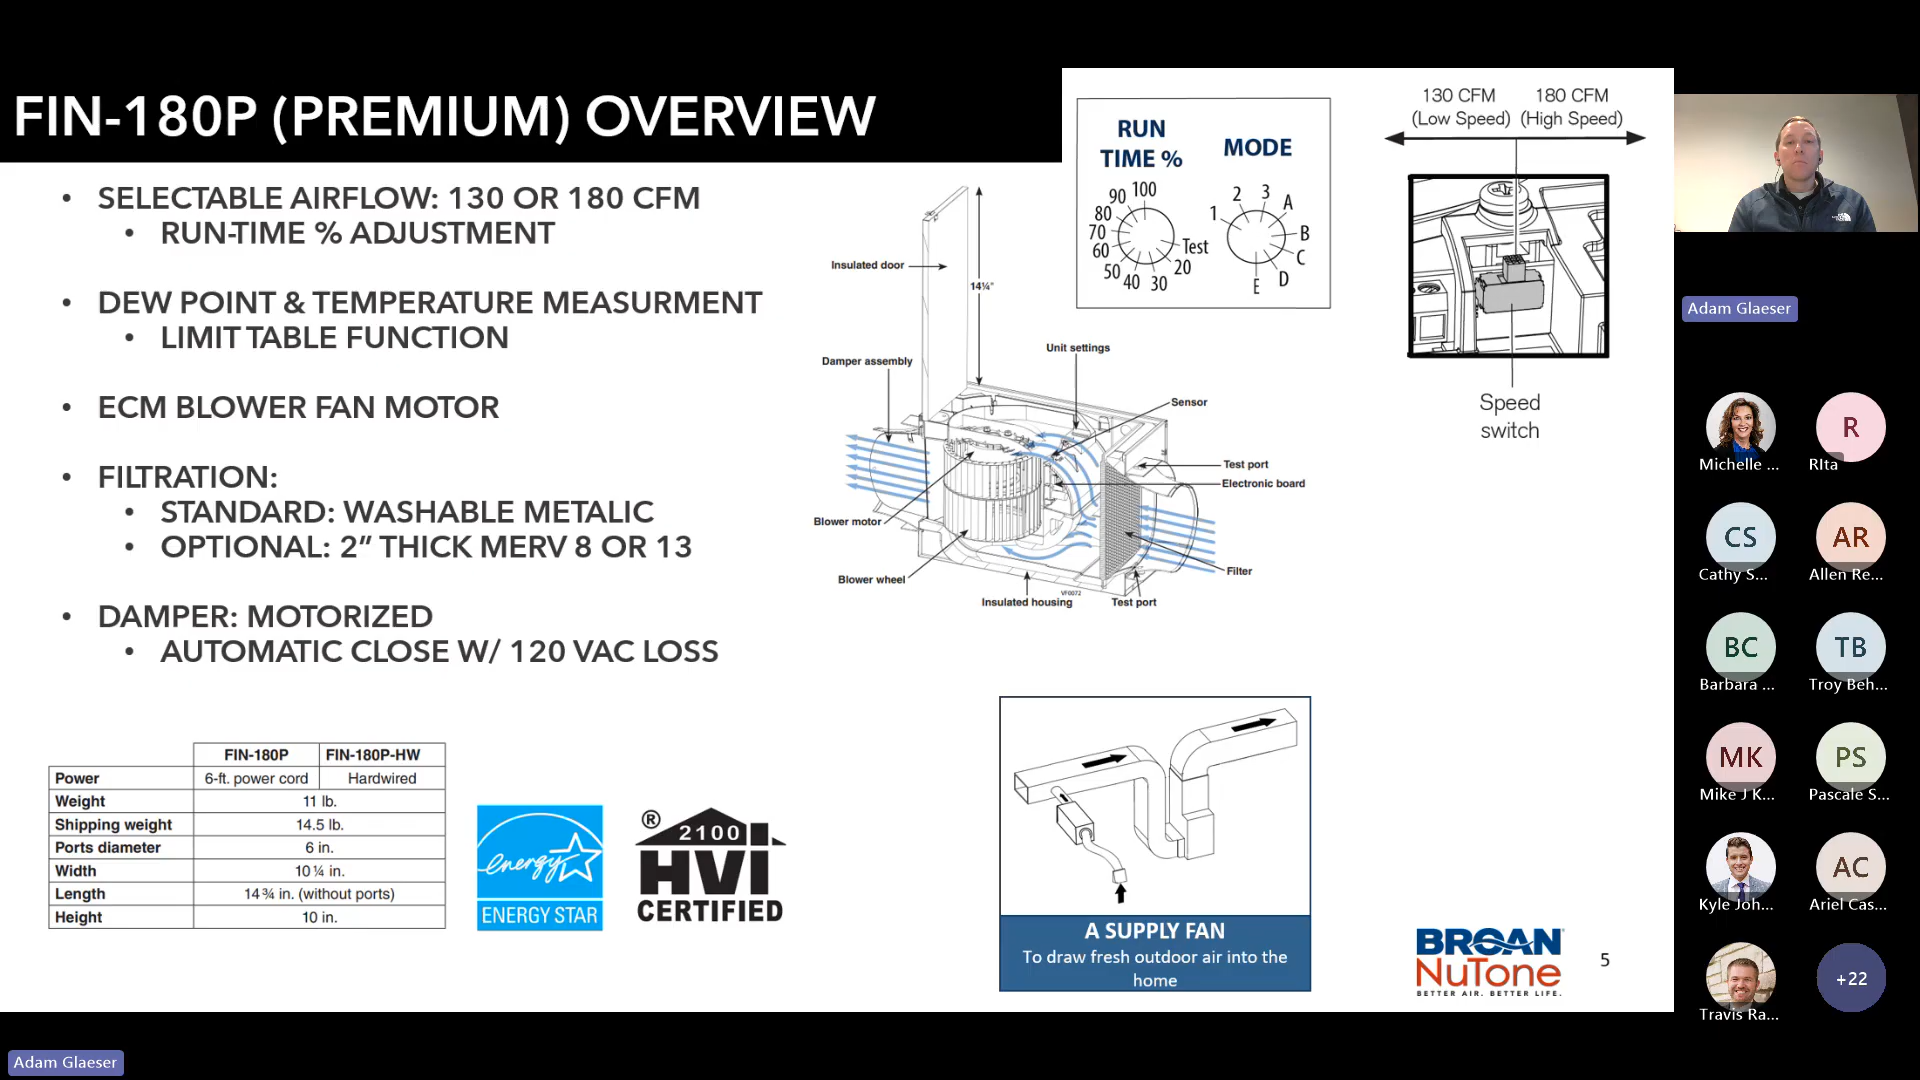 FIN-180P (PREMIUM) OVERVIEW
• SELECTABLE AIRFLOW: 130 OR 180 CFM
• RUN-TIME % ADJUSTMENT
• DEW POINT & TEMPERATURE MEASURMENT
• LIMIT TABLE FUNCTION
• ECM BLOWER FAN MOTOR
• FILTRATION:
• STANDARD: WASHABLE METALIC
• OPTIONAL: 2” THICK MERV 8 OR 13
• DAMPER: MOTORIZED
• AUTOMATIC CLOSE W/ 120 VAC LOSS
RUN
TIME %
MODE
100
90
80
70
60
50
40
30
20
Test
1
2
3
A
B
C
D
E
130 CFM
(Low Speed)
180 CFM
(High Speed)
Speed
switch
Insulated door
14¼"
Damper assembly
Unit settings
Sensor
Test port
Electronic board
Blower motor
Blower wheel
Filter
VF0072
Insulated housing
Test port
FIN-180P FIN-180P-HW
Power 6-ft. power cord Hardwired
Weight 11 lb.
Shipping weight 14.5 lb.
Ports diameter 6 in.
Width 10 ¼ in.
Length 14 ¾ in. (without ports)
Height 10 in.
energy
ENERGY STAR
® 2100
HVi
CERTIFIED
A SUPPLY FAN
To draw fresh outdoor air into the
home
BROAN®
NuTone
BETTER AIR. BETTER LIFE.
5
Adam Glaeser
Michelle ...
R
RIta
CS
Cathy S...
AR
Allen Re...
BC
Barbara ...
TB
Troy Beh...
MK
Mike J K...
PS
Pascale S...
Kyle Joh...
AC
Ariel Cas...
Travis Ra...
+22
Adam Glaeser